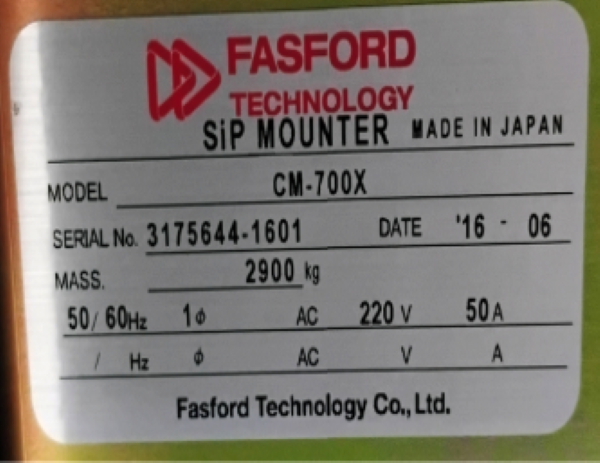 FASFORD
TECHNOLOGY
SiP MOUNTER MADE IN JAPAN
MODEL CM-700X
SERIAL No. 3175644-1601 DATE '16 - 06
MASS. 2900 kg
50/60Hz 1ϕ AC 220 V 50 A
/ Hz ϕ AC V A
Fasford Technology Co., Ltd.